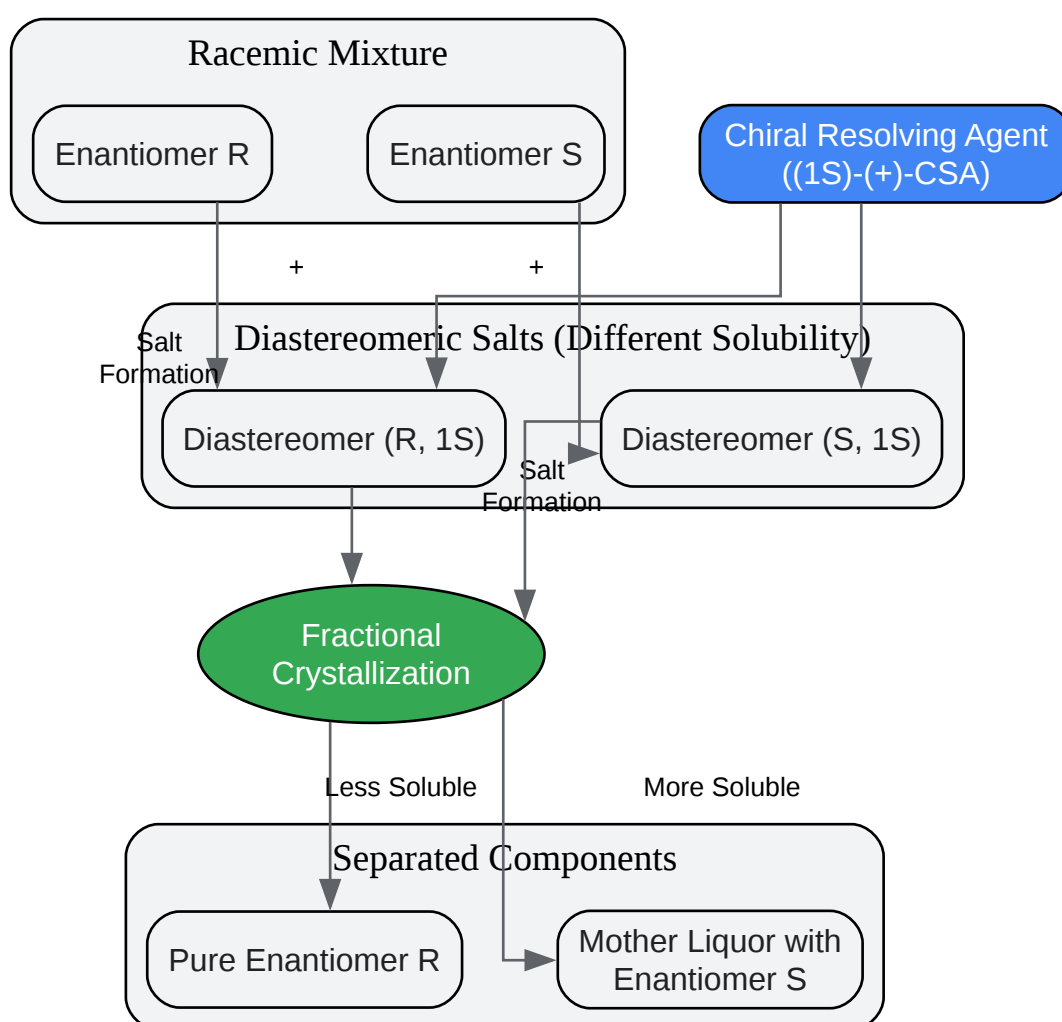 Racemic Mixture
Enantiomer R
Enantiomer S
Chiral Resolving Agent
((1S)-(+)-CSA)
+
+
Salt
Formation
Diastereomeric Salts (Different Solubility)
Diastereomer (R, 1S)
Diastereomer (S, 1S)
Salt
Formation
Fractional
Crystallization
Less Soluble
More Soluble
Separated Components
Pure Enantiomer R
Mother Liquor with
Enantiomer S